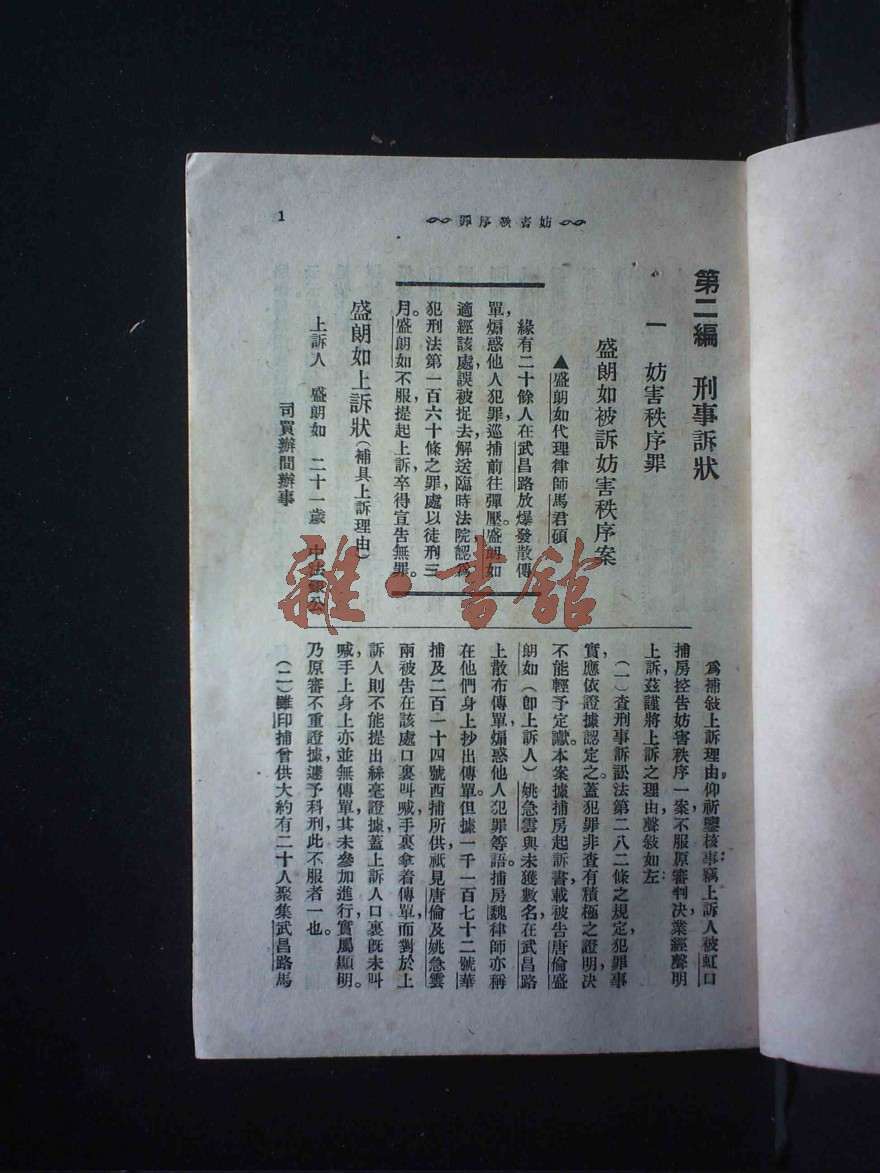 妨害秩序罪
1
第二編　刑事訴狀
一　妨害秩序罪
盛朗如被訴妨害秩序案
▲盛朗如代理律師馬君碩
緣有二十餘人在武昌路放爆發散傳
單，煽惑他人犯罪，巡捕前往彈壓。盛朗如
適經該處，誤被捉去，解送臨時法院，認爲
犯刑法第一百六十條之罪，處以徒刑三
月。盛朗如不服，提起上訴，卒得宣告無罪。
盛朗如上訴狀（補具上訴理由）
上訴人　盛朗如　二十一歲　中法銀公
司買辦間辦事
爲補敍上訴理由，仰祈鑒核事：竊上訴人被虹口
捕房控告妨害秩序一案，不服原審判決，業經聲明
上訴。茲謹將上訴之理由，聲敍如左：
（一）查刑事訴訟法第二八二條之規定，犯罪事
實，應依證據認定之。蓋犯罪非查有積極之證明，決
不能輕予定讞。本案據捕房起訴書載被告唐倫盛
朗如（卽上訴人）姚急雲與未獲數名，在武昌路
上散布傳單，煽惑他人犯罪等語。捕房魏律師亦稱
在他們身上抄出傳單。但據一千一百七十二號華
捕及二百一十四號西捕所供，祇見唐倫及姚急雲
兩被告在該處口裏叫喊，手裏拿着傳單，而對於上
訴人則不能提出絲毫證據。蓋上訴人口裏旣未叫
喊，手上身上亦並無傳單，其未參加進行，實屬顯明。
乃原審不重證據，遽予科刑，此不服者一也。
（二）雖印捕曾供大約有二十人聚集武昌路馬
雜·書館